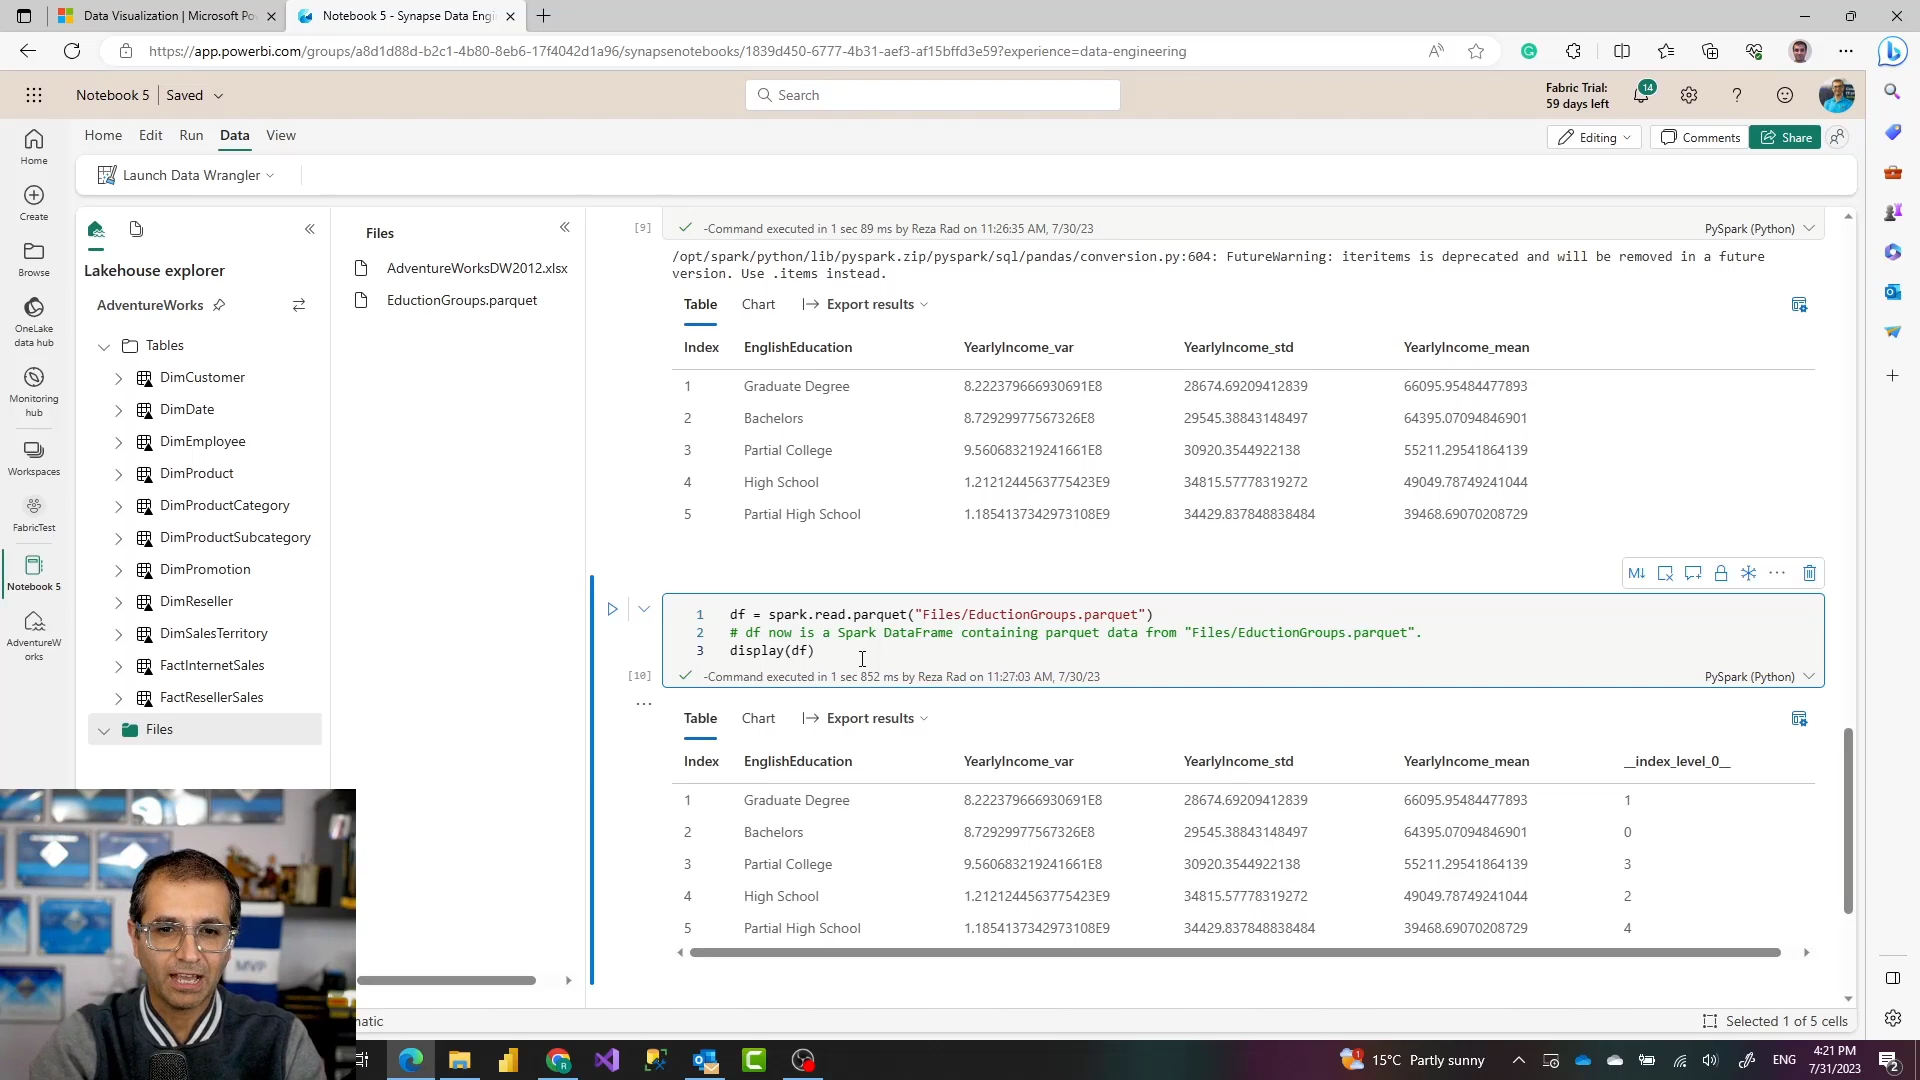 Data Visualization | Microsoft Po
Notebook 5 - Synapse Data Engi
https://app.powerbi.com/groups/a8d1d88d-b2c1-4b80-8eb6-17f4042d1a96/synapsenotebooks/1839d450-6777-4b31-aef3-af15bffd3e59?experience=data-engineering
Notebook 5 | Saved
Search
Fabric Trial:
59 days left
14
Home Edit Run Data View
Editing Comments Share
Launch Data Wrangler
Home
Create
Browse
OneLake
data hub
Monitoring
hub
Workspaces
FabricTest
Notebook 5
AdventureW
orks
Lakehouse explorer
AdventureWorks
Tables
DimCustomer
DimDate
DimEmployee
DimProduct
DimProductCategory
DimProductSubcategory
DimPromotion
DimReseller
DimSalesTerritory
FactInternetSales
FactResellerSales
Files
Files
AdventureWorksDW2012.xlsx
EductionGroups.parquet
[9] -Command executed in 1 sec 89 ms by Reza Rad on 11:26:35 AM, 7/30/23 PySpark (Python)
/opt/spark/python/lib/pyspark.zip/pyspark/sql/pandas/conversion.py:604: FutureWarning: iteritems is deprecated and will be removed in a future
version. Use .items instead.
Table Chart Export results
Index EnglishEducation YearlyIncome_var YearlyIncome_std YearlyIncome_mean
1 Graduate Degree 8.222379666930691E8 28674.69209412839 66095.95484477893
2 Bachelors 8.72929977567326E8 29545.38843148497 64395.07094846901
3 Partial College 9.560683219241661E8 30920.3544922138 55211.29541864139
4 High School 1.2121244563775423E9 34815.57778319272 49049.78749241044
5 Partial High School 1.1854137342973108E9 34429.837848838484 39468.69070208729
M↓ ···
1 df = spark.read.parquet("Files/EductionGroups.parquet")
2 # df now is a Spark DataFrame containing parquet data from "Files/EductionGroups.parquet".
3 display(df)
[10] -Command executed in 1 sec 852 ms by Reza Rad on 11:27:03 AM, 7/30/23 PySpark (Python)
...
Table Chart Export results
Index EnglishEducation YearlyIncome_var YearlyIncome_std YearlyIncome_mean __index_level_0__
1 Graduate Degree 8.222379666930691E8 28674.69209412839 66095.95484477893 1
2 Bachelors 8.72929977567326E8 29545.38843148497 64395.07094846901 0
3 Partial College 9.560683219241661E8 30920.3544922138 55211.29541864139 3
4 High School 1.2121244563775423E9 34815.57778319272 49049.78749241044 2
5 Partial High School 1.1854137342973108E9 34429.837848838484 39468.69070208729 4
MVP
matic
Selected 1 of 5 cells
1
15°C Partly sunny
ENG
4:21 PM
7/31/2023
2